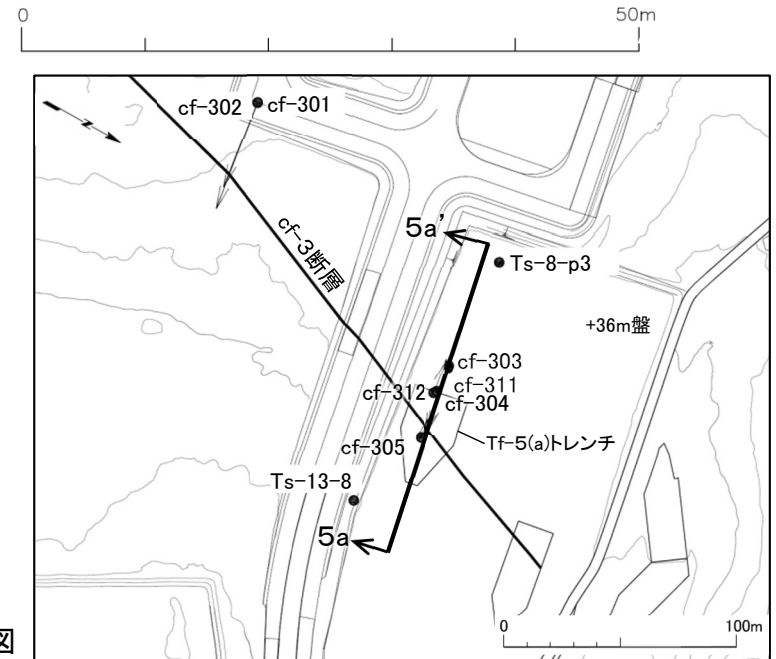 0 50m
cf-302 cf-301
N
cf-3断層
5a'
Ts-8-p3
+36m盤
cf-303
cf-311
cf-312
cf-304
cf-305
Tf-5(a)トレンチ
Ts-13-8
5a
0 100m
図